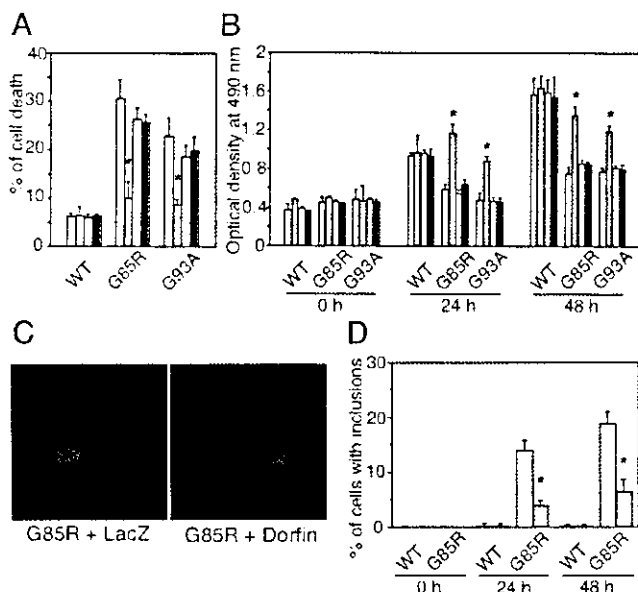 A
% of cell death
30
20
10
0
WT
G85R
G93A
*
*
B
Optical density at 490 nm
2
1.6
1.2
0.8
0.4
0
*
*
*
*
WT
G85R
G93A
WT
G85R
G93A
WT
G85R
G93A
0 h
24 h
48 h
C
G85R + LacZ
G85R + Dorfin
D
% of cells with inclusions
30
20
10
0
*
*
WT
G85R
WT
G85R
WT
G85R
0 h
24 h
48 h